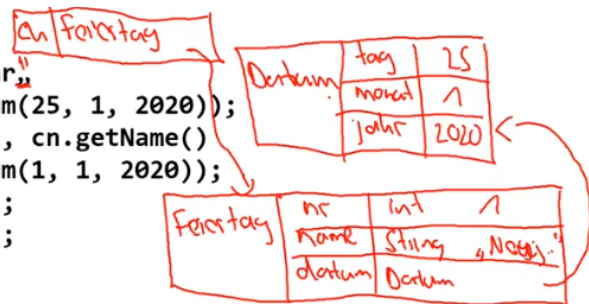 cn Feiertag
r"
m(25, 1, 2020));
, cn.getName()
m(1, 1, 2020));
;
;
Datum tag 25
monat 1
jahr 2020
Feiertag nr int 1
name String
datum Datum